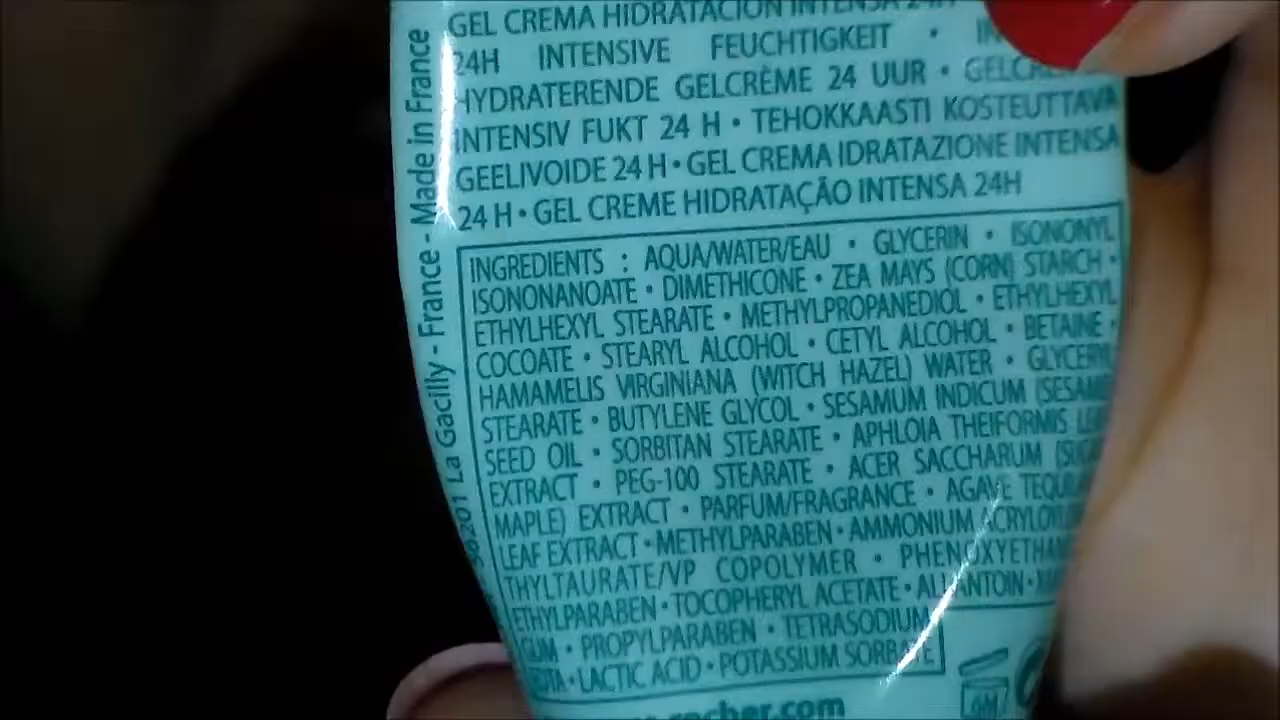 GEL CREMA HIDRATACIÓN INTENSA 24H
24H INTENSIVE FEUCHTIGKEIT •
HYDRATERENDE GELCRÈME 24 UUR •
INTENSIV FUKT 24 H • TEHOKKAASTI KOSTEUTTAVA
GEELIVOIDE 24 H • GEL CREMA IDRATAZIONE INTENSA
24 H • GEL CREME HIDRATAÇÃO INTENSA 24H
INGREDIENTS : AQUA/WATER/EAU • GLYCERIN • ISONONYL
ISONONANOATE • DIMETHICONE • ZEA MAYS (CORN) STARCH •
ETHYLHEXYL STEARATE • METHYLPROPANEDIOL • ETHYLHEXYL
COCOATE • STEARYL ALCOHOL • CETYL ALCOHOL • BETAINE •
HAMAMELIS VIRGINIANA (WITCH HAZEL) WATER • GLYCERYL
STEARATE • BUTYLENE GLYCOL • SESAMUM INDICUM (SESAME
SEED OIL • SORBITAN STEARATE • APHLOIA THEIFORMIS
EXTRACT • PEG-100 STEARATE • ACER SACCHARUM
MAPLE) EXTRACT • PARFUM/FRAGRANCE • AGAVE
LEAF EXTRACT • METHYLPARABEN • AMMONIUM
THYLTAURATE/VP COPOLYMER •
ETHYLPARABEN • TOCOPHERYL ACETATE • ALLANTOIN •
GUM • PROPYLPARABEN • TETRASODIUM
EDTA • LACTIC ACID • POTASSIUM SORBATE
rocher.com
6M
La Gacilly - France - Made in France